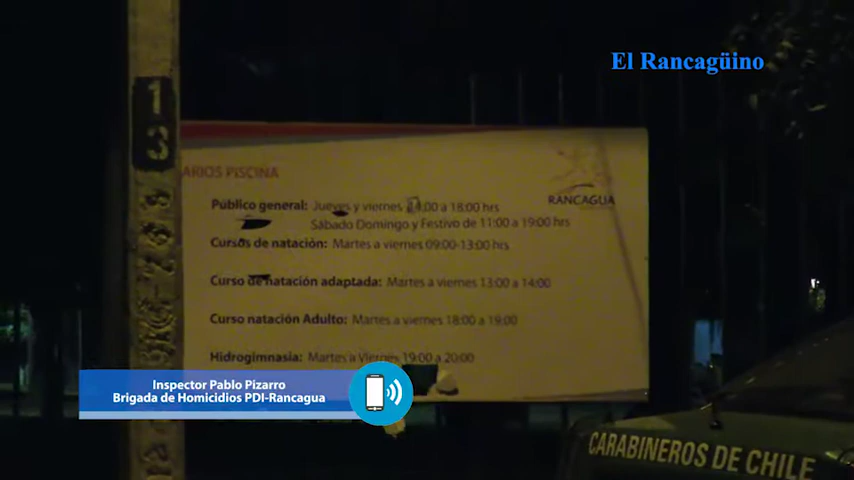 El Rancagüino
13
ARIOS PISCINA
RANCAGUA
Público general: Jueves y viernes 14:00 a 18:00 hrs
Sábado Domingo y Festivo de 11:00 a 19:00 hrs
Cursos de natación: Martes a viernes 09:00-13:00 hrs
Curso de natación adaptada: Martes a viernes 13:00 a 14:00
Curso natación Adulto: Martes a viernes 18:00 a 19:00
Hidrogimnasia: Martes a Viernes 19:00 a 20:00
Inspector Pablo Pizarro
Brigada de Homicidios PDI-Rancagua
CARABINEROS DE CHILE